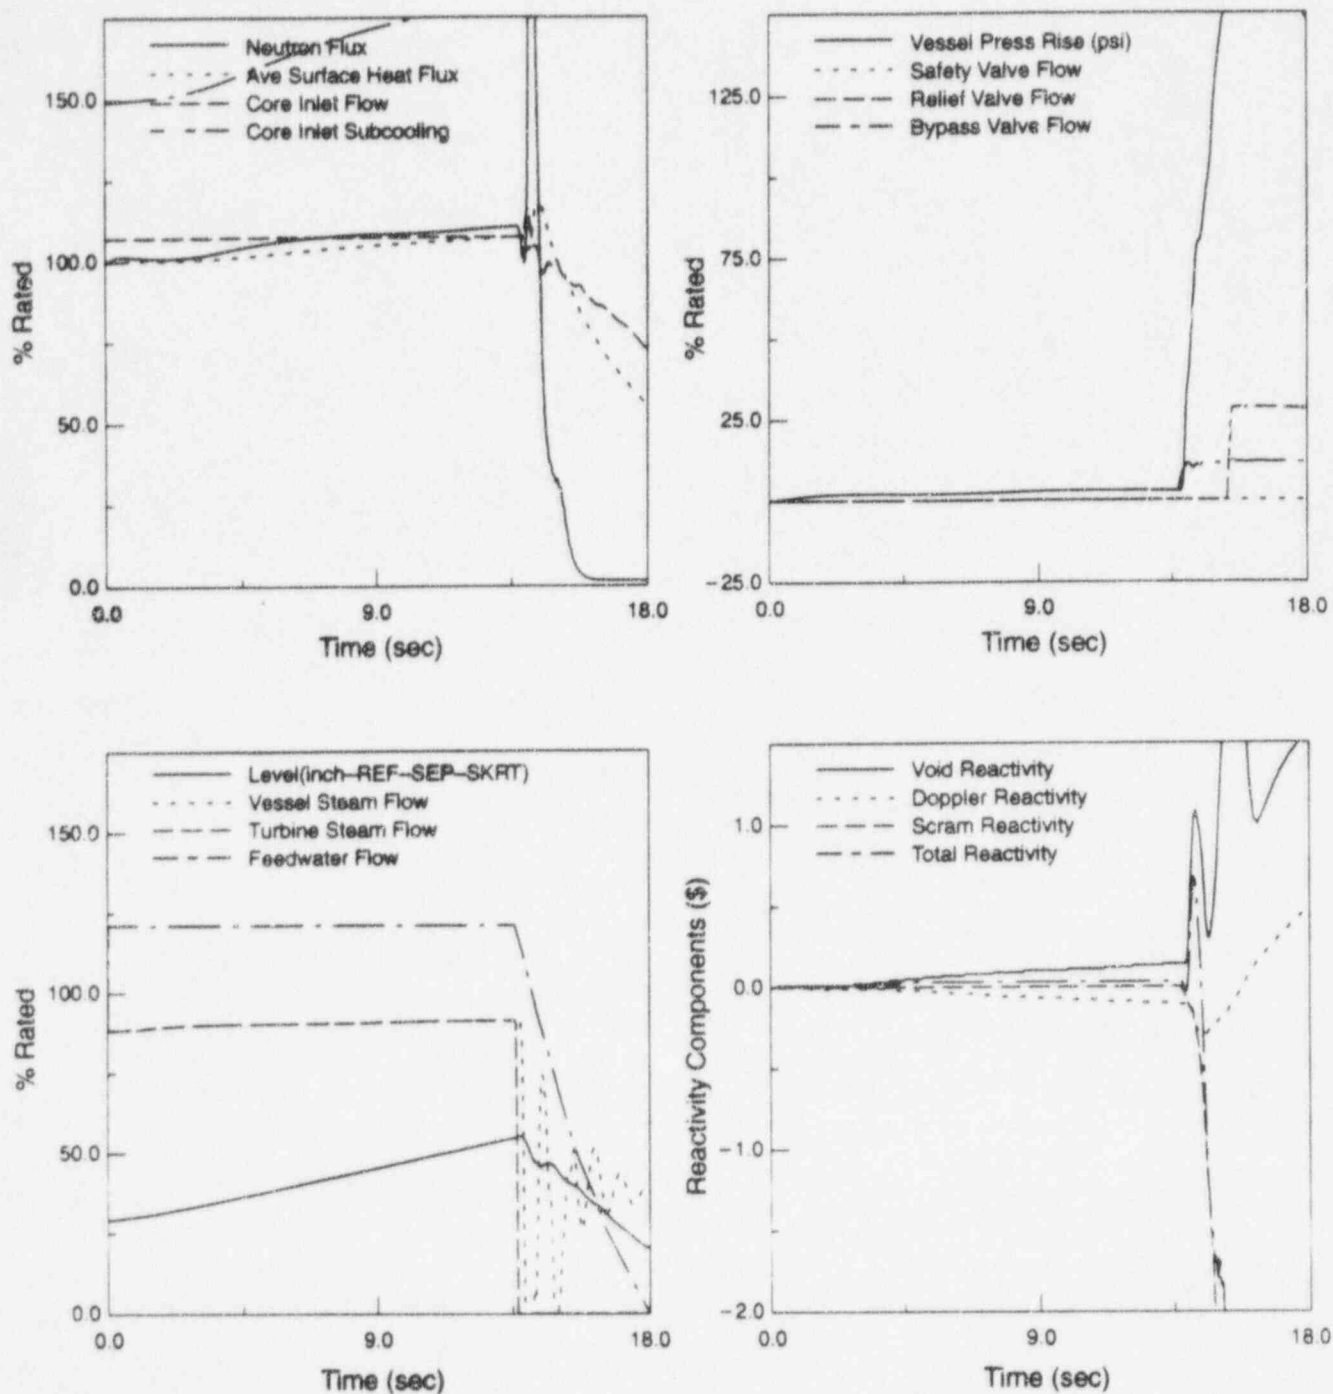 Neutron Flux
Ave Surface Heat Flux
Core Inlet Flow
Core Inlet Subcooling
150.0
100.0
50.0
0.0
% Rated
0.0 9.0 18.0
Time (sec)
Vessel Press Rise (psi)
Safety Valve Flow
Relief Valve Flow
Bypass Valve Flow
125.0
75.0
25.0
-25.0
% Rated
0.0 9.0 18.0
Time (sec)
Level(inch-REF-SEP-SKRT)
Vessel Steam Flow
Turbine Steam Flow
Feedwater Flow
150.0
100.0
50.0
0.0
% Rated
0.0 9.0 18.0
Time (sec)
Void Reactivity
Doppler Reactivity
Scram Reactivity
Total Reactivity
1.0
0.0
-1.0
-2.0
Reactivity Components ($)
0.0 9.0 18.0
Time (sec)